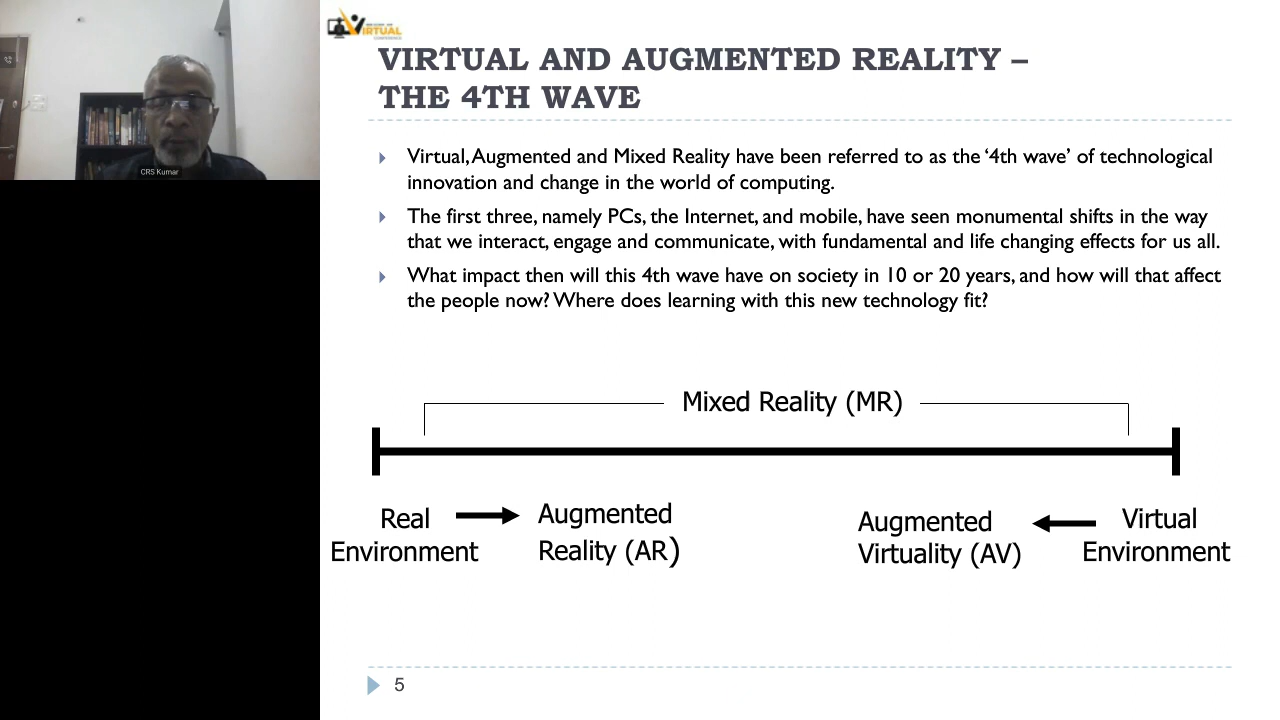 CRS Kumar
VIRTUAL
CONFERENCE
VIRTUAL AND AUGMENTED REALITY –
THE 4TH WAVE
Virtual, Augmented and Mixed Reality have been referred to as the ‘4th wave’ of technological
innovation and change in the world of computing.
The first three, namely PCs, the Internet, and mobile, have seen monumental shifts in the way
that we interact, engage and communicate, with fundamental and life changing effects for us all.
What impact then will this 4th wave have on society in 10 or 20 years, and how will that affect
the people now? Where does learning with this new technology fit?
Mixed Reality (MR)
Real
Environment
Augmented
Reality (AR)
Augmented
Virtuality (AV)
Virtual
Environment
5